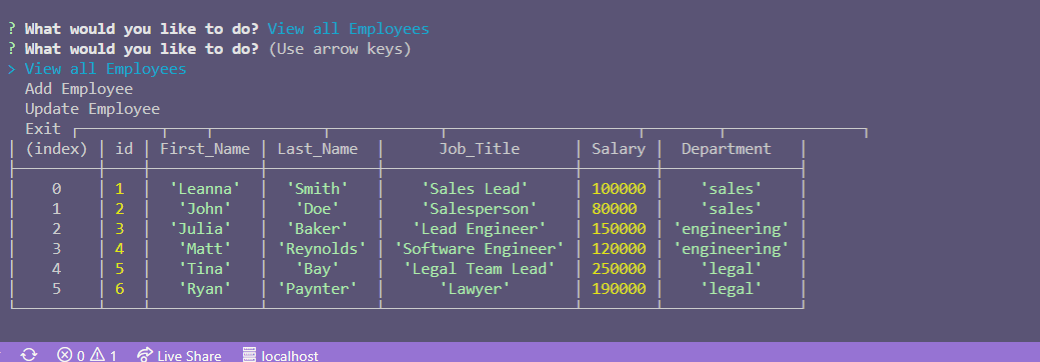 ? What would you like to do? View all Employees
? What would you like to do? (Use arrow keys)
> View all Employees
Add Employee
Update Employee
Exit
(index) | id | First_Name | Last_Name | Job_Title | Salary | Department
0 | 1 | 'Leanna' | 'Smith' | 'Sales Lead' | 100000 | 'sales'
1 | 2 | 'John' | 'Doe' | 'Salesperson' | 80000 | 'sales'
2 | 3 | 'Julia' | 'Baker' | 'Lead Engineer' | 150000 | 'engineering'
3 | 4 | 'Matt' | 'Reynolds' | 'Software Engineer' | 120000 | 'engineering'
4 | 5 | 'Tina' | 'Bay' | 'Legal Team Lead' | 250000 | 'legal'
5 | 6 | 'Ryan' | 'Paynter' | 'Lawyer' | 190000 | 'legal'
0 1 Live Share localhost